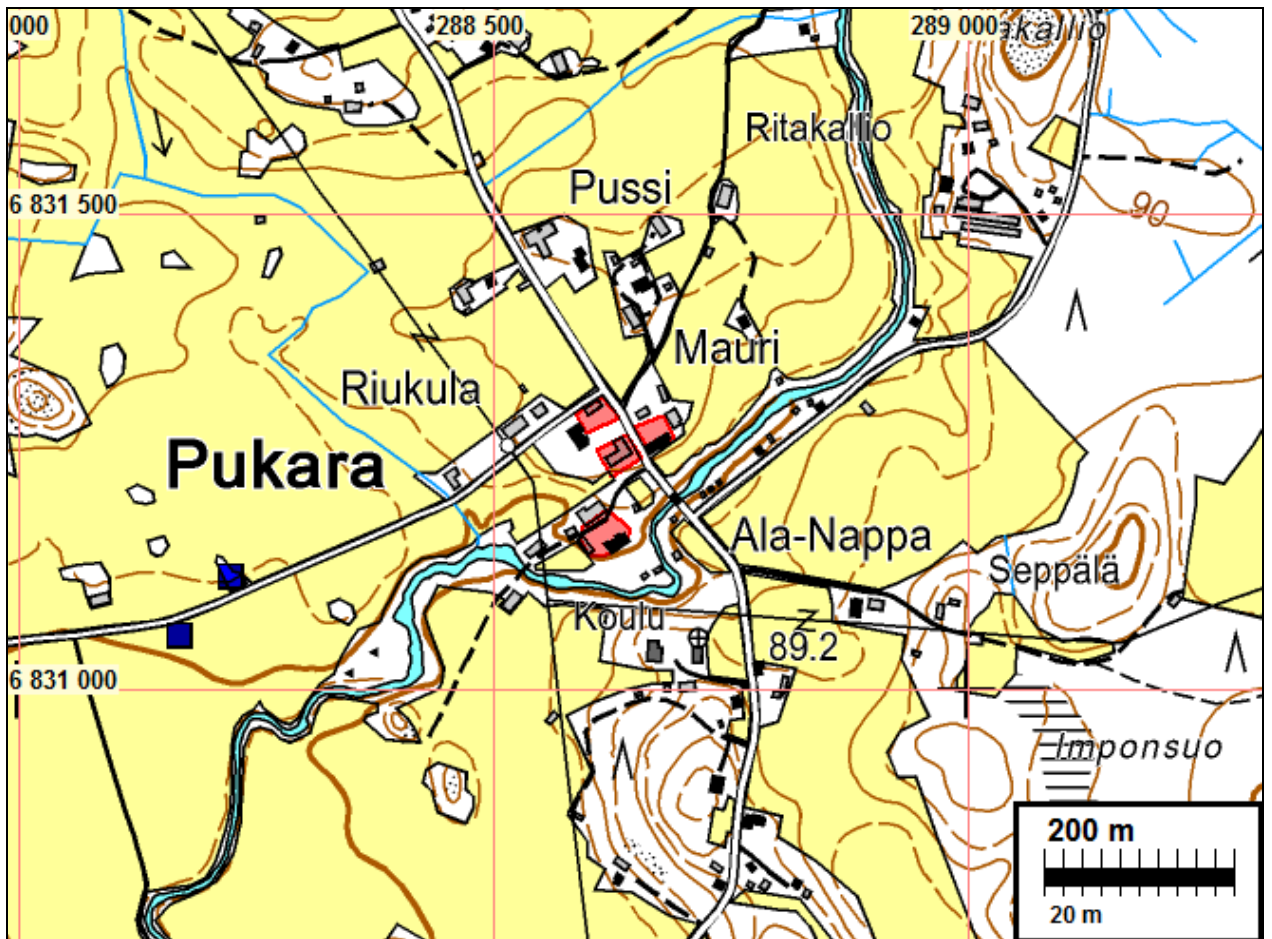 000
288 500
289 000
akallio
Ritakallio
Pussi
6 831 500
90
Mauri
Riukula
Pukara
Ala-Nappa
Seppälä
Koulu
89.2
6 831 000
Imponsuo
200 m
20 m